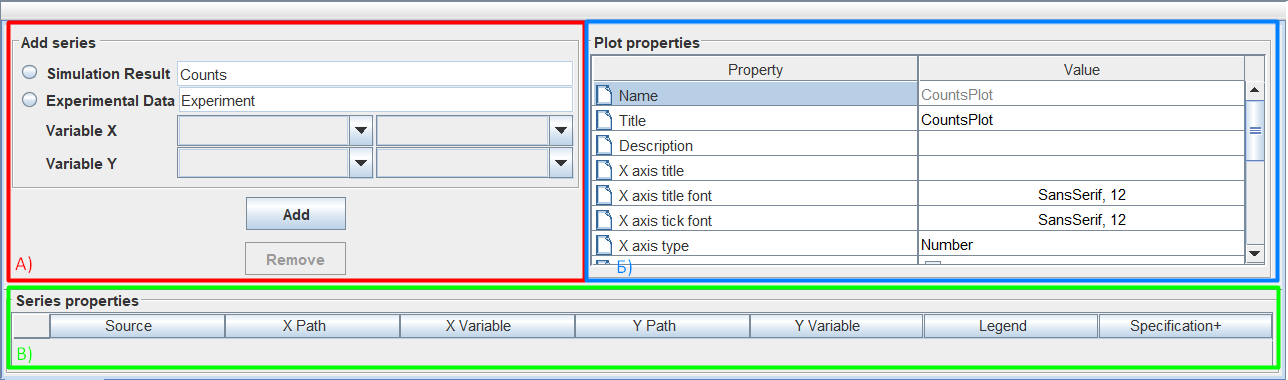 Add series
Simulation Result Counts
Experimental Data Experiment
Variable X
Variable Y
Add
Remove
А)
Plot properties
Property Value
Name CountsPlot
Title CountsPlot
Description
X axis title
X axis title font SansSerif, 12
X axis tick font SansSerif, 12
X axis type Number
Б)
Series properties
Source X Path X Variable Y Path Y Variable Legend Specification+
В)